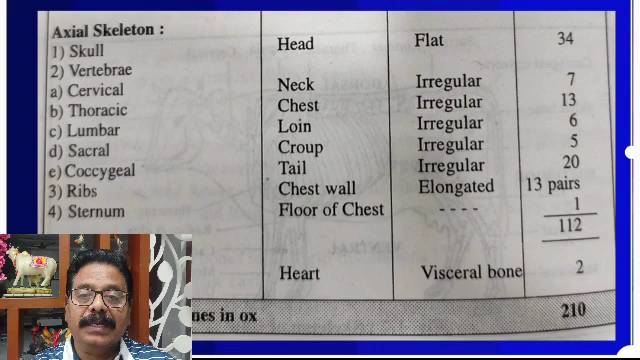 Axial Skeleton :
1) Skull Head Flat 34
2) Vertebrae
a) Cervical Neck Irregular 7
b) Thoracic Chest Irregular 13
c) Lumbar Loin Irregular 6
d) Sacral Croup Irregular 5
e) Coccygeal Tail Irregular 20
3) Ribs Chest wall Elongated 13 pairs
4) Sternum Floor of Chest - - - - 1
112
Heart Visceral bone 2
nes in ox 210